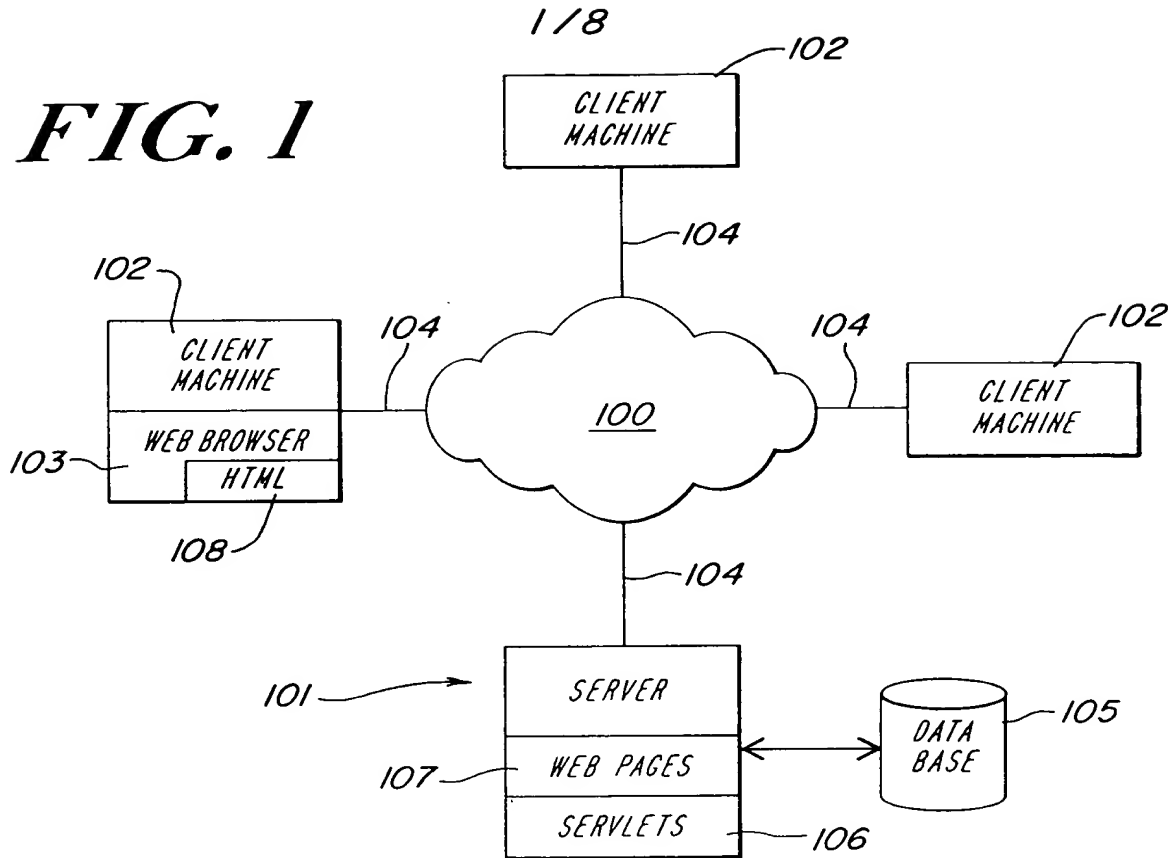 1/8
FIG. 1
102
CLIENT
MACHINE
104
102
CLIENT
MACHINE
WEB BROWSER
103
HTML
108
104
100
104
102
CLIENT
MACHINE
104
101
SERVER
107
WEB PAGES
SERVLETS
106
DATA
BASE
105